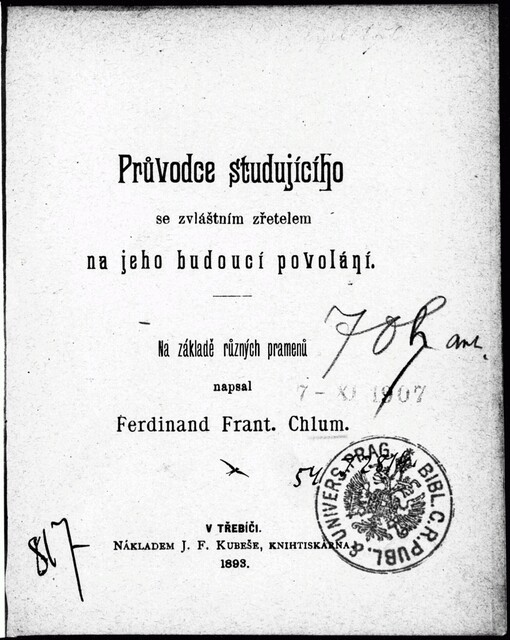 Průvodce studujícího
se zvláštním zřetelem
na jeho budoucí povolání.
Na základě různých pramenů
napsal
7 - XI 1907
Ferdinand Frant. Chlum.
BIBL. C. R. PUBL. & UNIVERS. PRAG.
817
V TŘEBÍČI.
NÁKLADEM J. F. KUBEŠE, KNIHTISKÁRNA
1893.